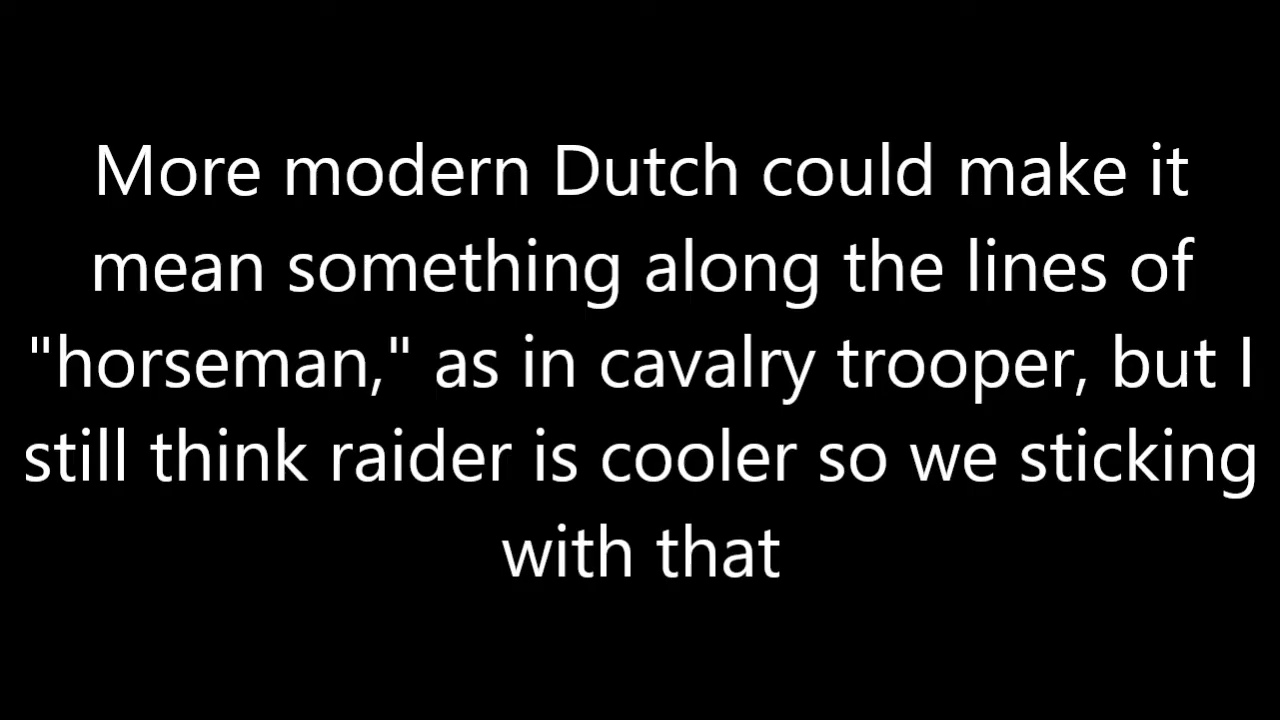 More modern Dutch could make it
mean something along the lines of
"horseman," as in cavalry trooper, but I
still think raider is cooler so we sticking
with that